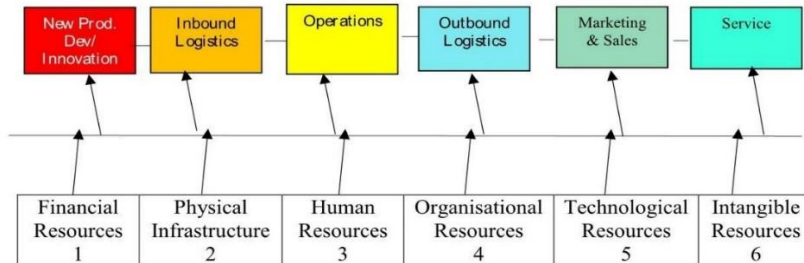 New Prod.
Dev/
Innovation
Inbound
Logistics
Operations
Outbound
Logistics
Marketing
& Sales
Service
Financial
Resources
1
Physical
Infrastructure
2
Human
Resources
3
Organisational
Resources
4
Technological
Resources
5
Intangible
Resources
6